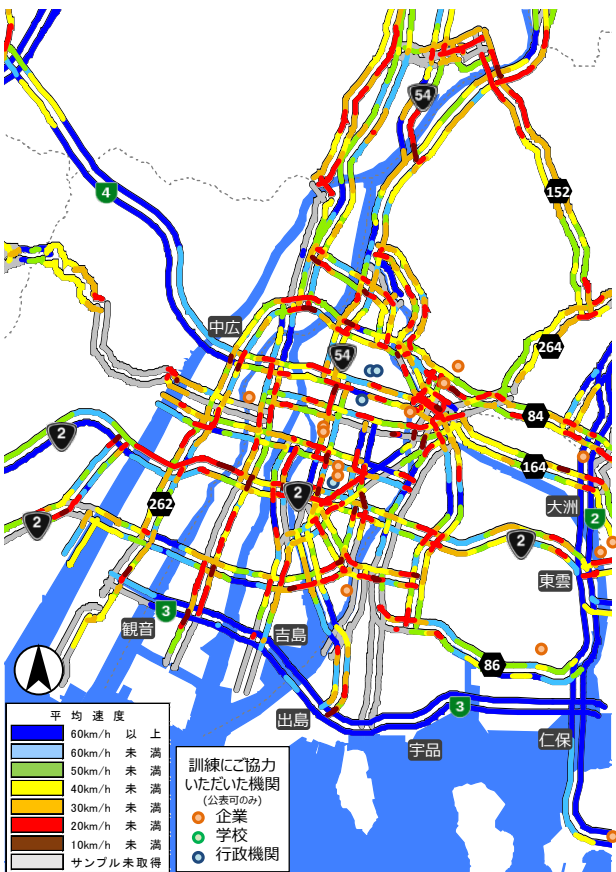 54
152
4
中広
264
54
84
2
164
2
大洲
262
2
2
2
東雲
3
観音
吉島
86
出島
3
宇品
仁保
平均速度
60km/h 以上
60km/h 未満
50km/h 未満
40km/h 未満
30km/h 未満
20km/h 未満
10km/h 未満
サンプル未取得
訓練にご協力
いただいた機関
(公表可のみ)
企業
学校
行政機関